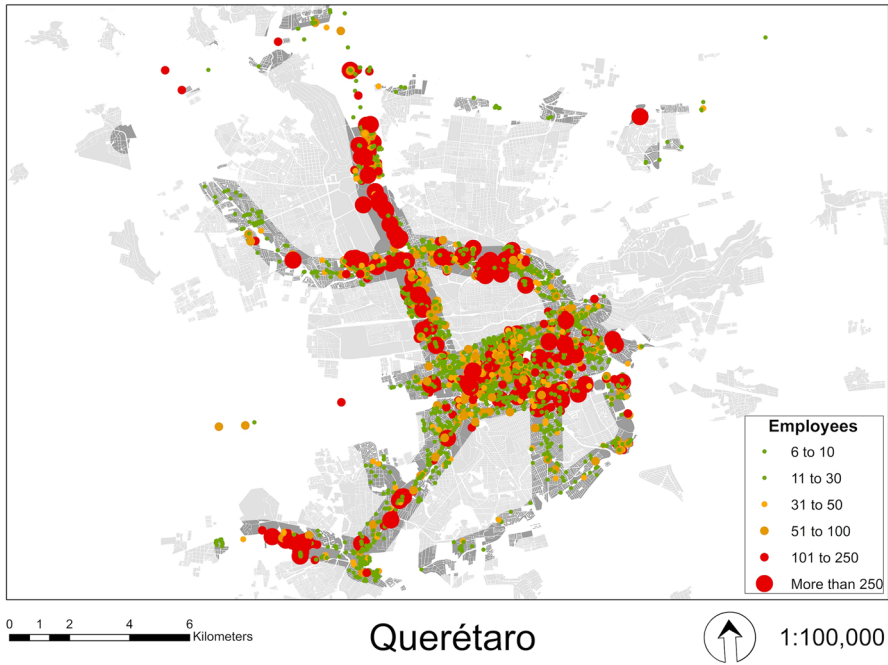 Employees
6 to 10
11 to 30
31 to 50
51 to 100
101 to 250
More than 250
0 1 2 4 6
Kilometers
Querétaro
1:100,000